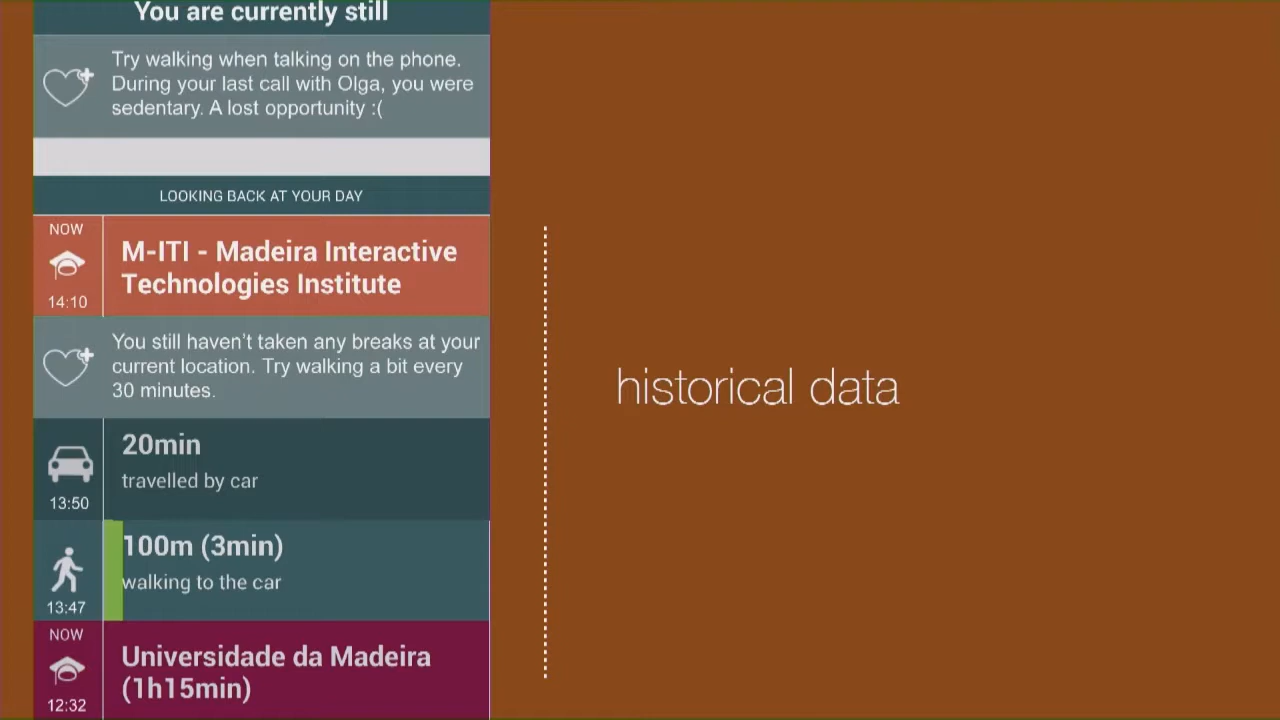 You are currently still
Try walking when talking on the phone.
During your last call with Olga, you were
sedentary. A lost opportunity :(
LOOKING BACK AT YOUR DAY
NOW
14:10
M-ITI - Madeira Interactive
Technologies Institute
You still haven't taken any breaks at your
current location. Try walking a bit every
30 minutes.
20min
travelled by car
13:50
100m (3min)
walking to the car
13:47
NOW
12:32
Universidade da Madeira
(1h15min)
historical data